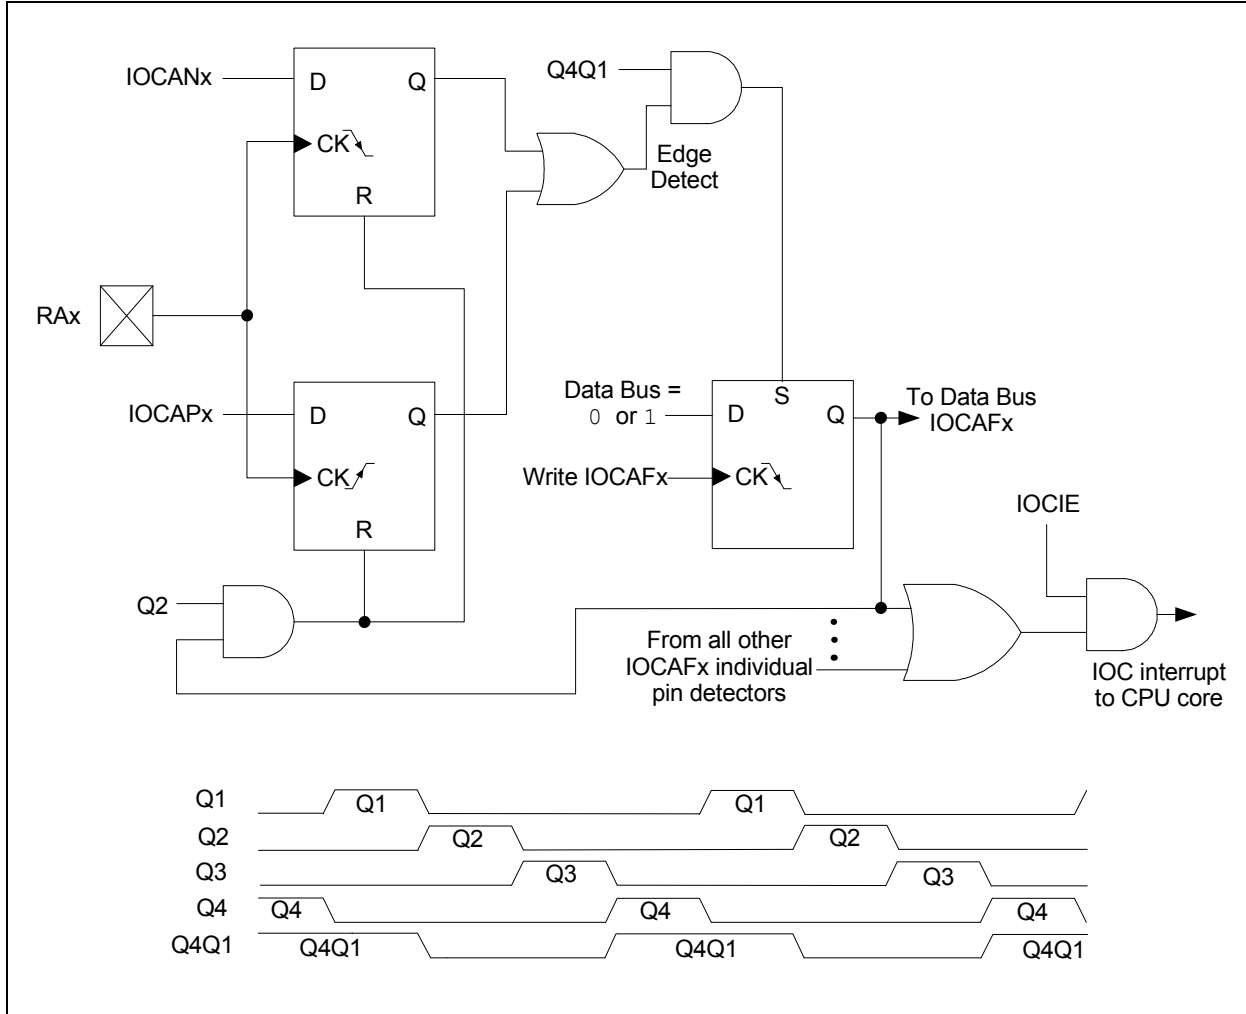 IOCANx
D
Q
CK
R
Q4Q1
Edge
Detect
RAx
IOCAPx
D
Q
CK
R
Data Bus =
0 or 1
S
D
Q
To Data Bus
IOCAFx
Write IOCAFx
CK
IOCIE
Q2
From all other
IOCAFx individual
pin detectors
IOC interrupt
to CPU core
Q1 Q1 Q1
Q2 Q2 Q2
Q3 Q3 Q3
Q4 Q4 Q4 Q4
Q4Q1 Q4Q1 Q4Q1 Q4Q1